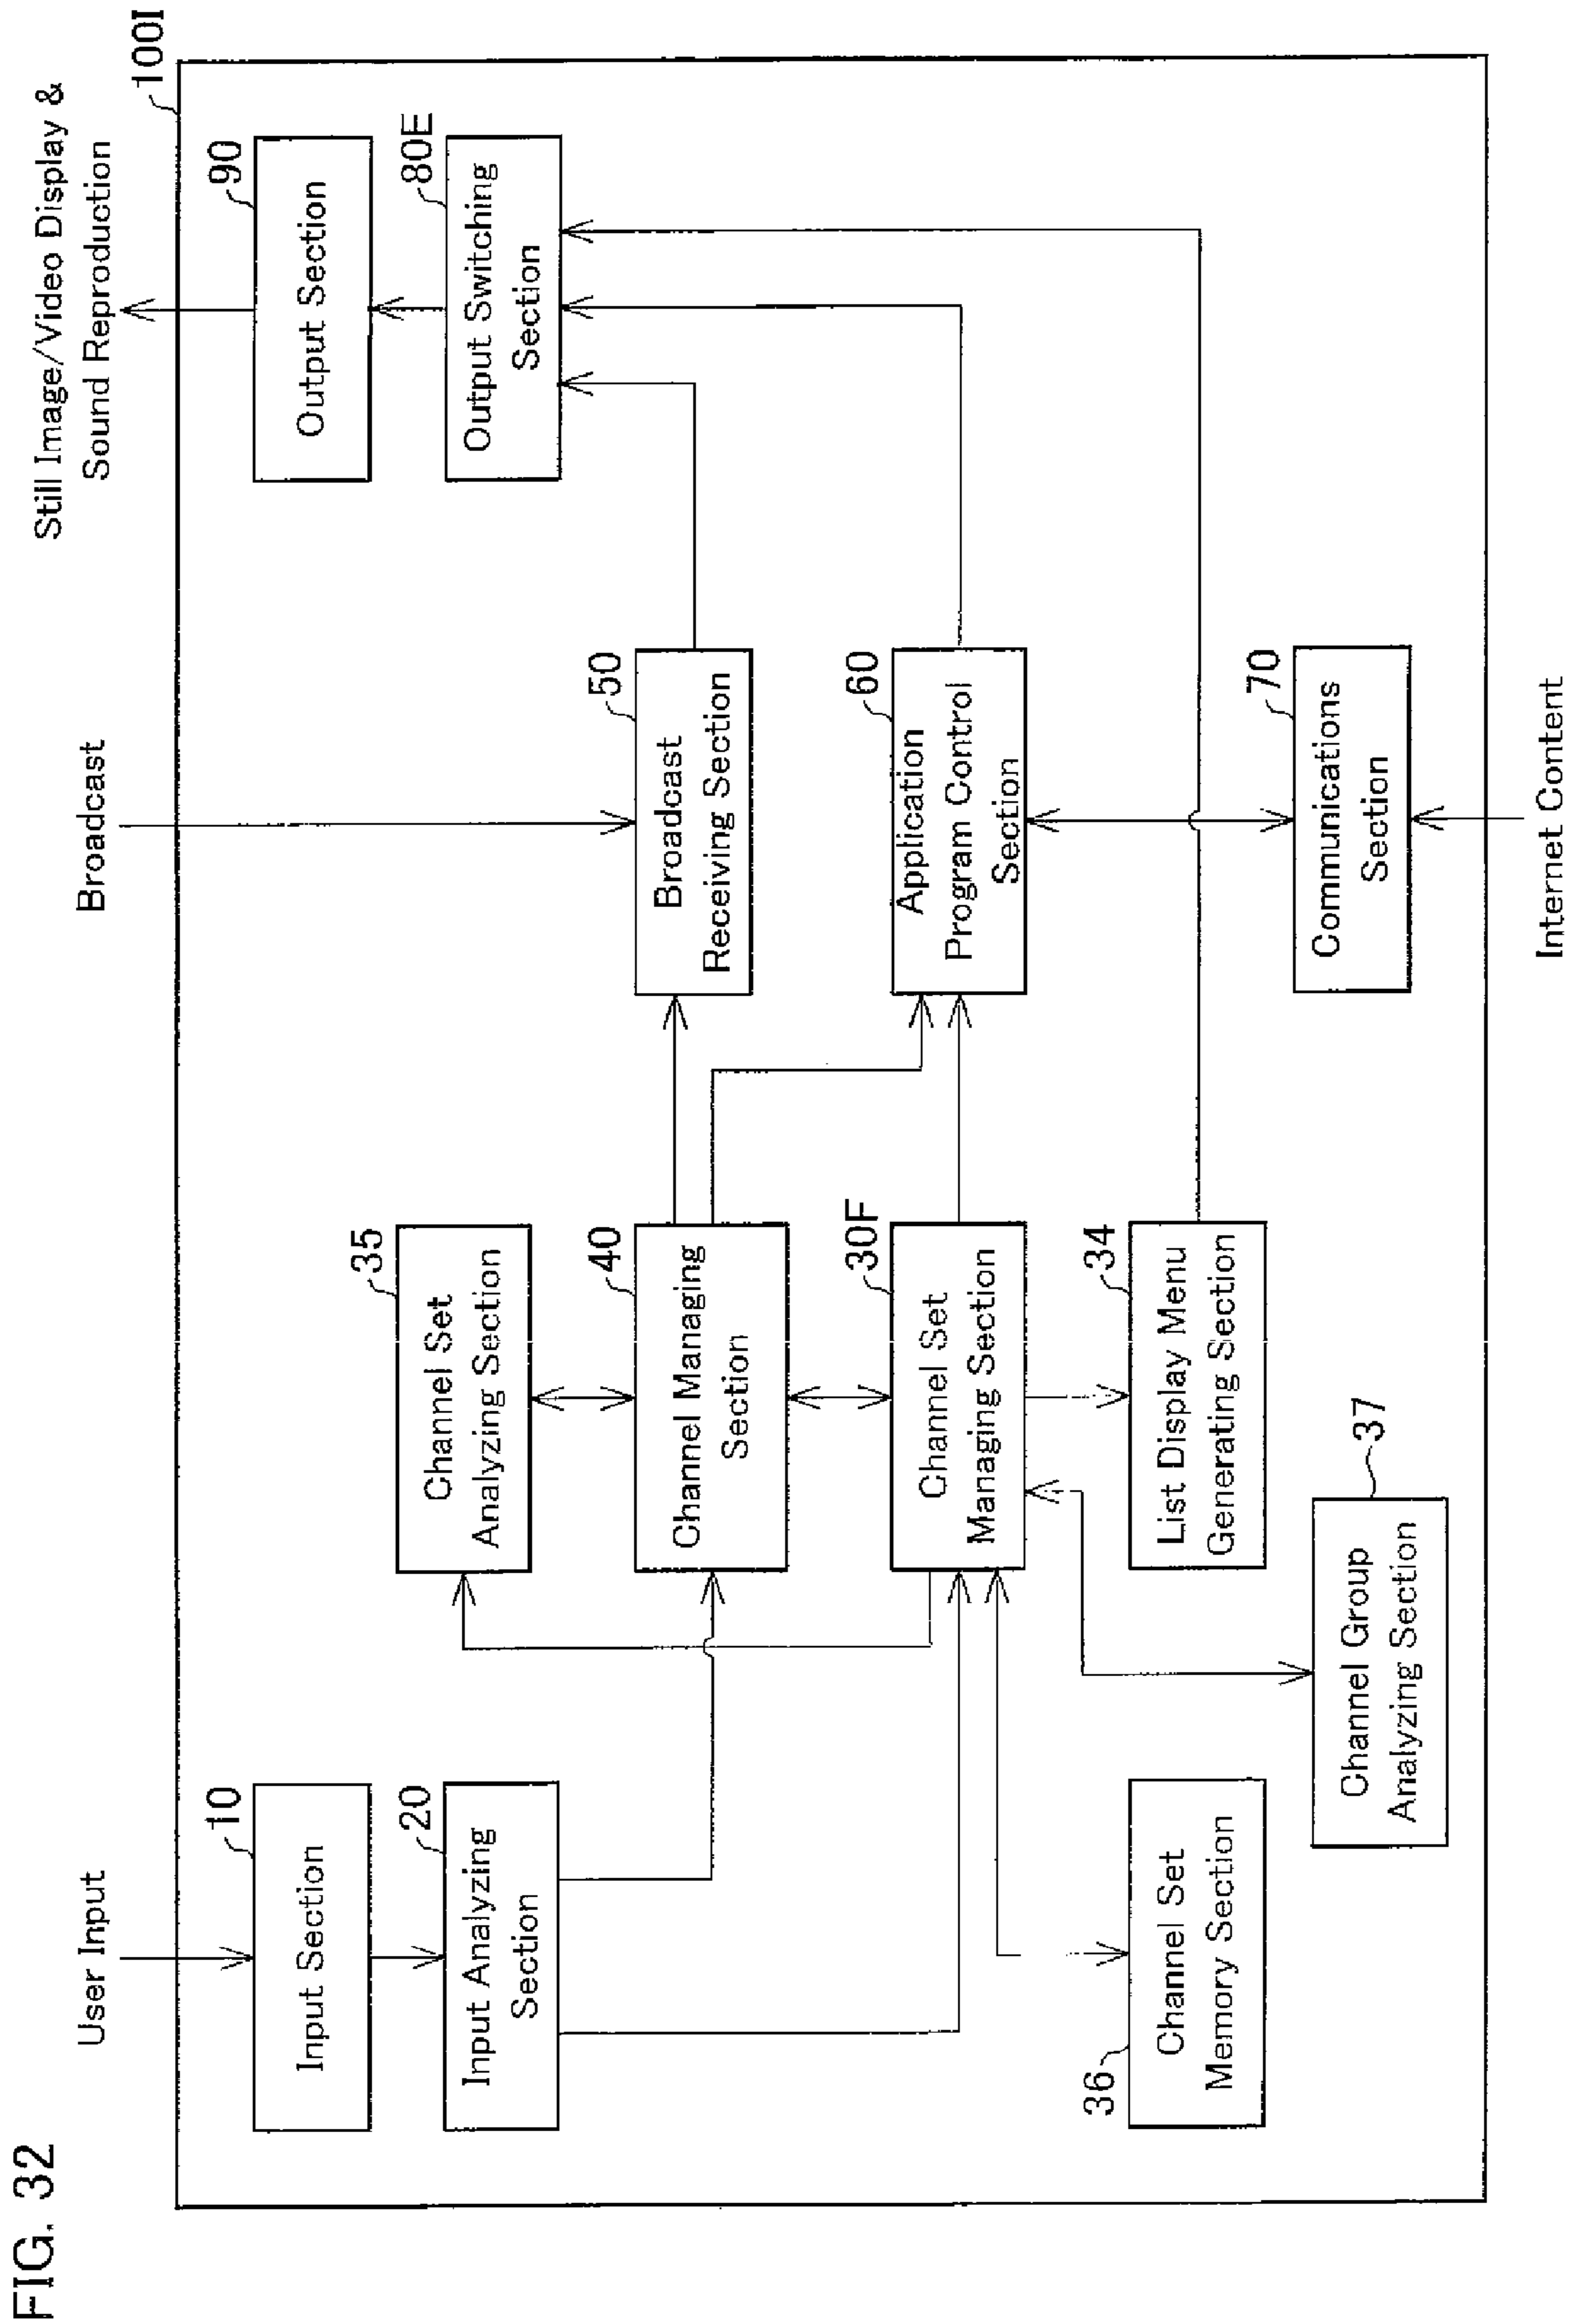 FIG. 32
100I
User Input
Broadcast
Still Image/Video Display &
Sound Reproduction
10
Input Section
20
Input Analyzing
Section
35
Channel Set
Analyzing Section
40
Channel Managing
Section
30F
Channel Set
Managing Section
34
List Display Menu
Generating Section
36
Channel Set
Memory Section
37
Channel Group
Analyzing Section
50
Broadcast
Receiving Section
60
Application
Program Control
Section
70
Communications
Section
Internet Content
90
Output Section
80E
Output Switching
Section